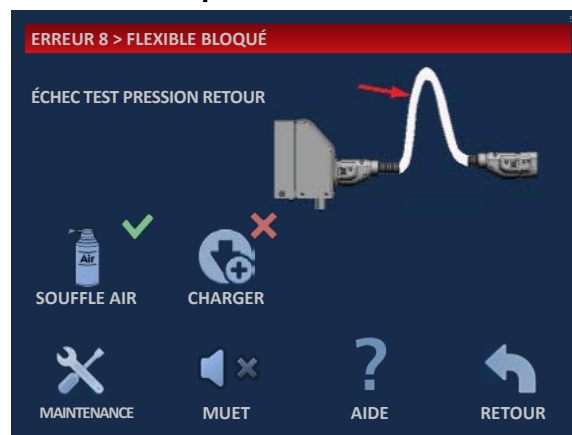 ERREUR 8 > FLEXIBLE BLOQUÉ
ÉCHEC TEST PRESSION RETOUR
Air
SOUFFLE AIR CHARGER
MAINTENANCE MUET AIDE RETOUR